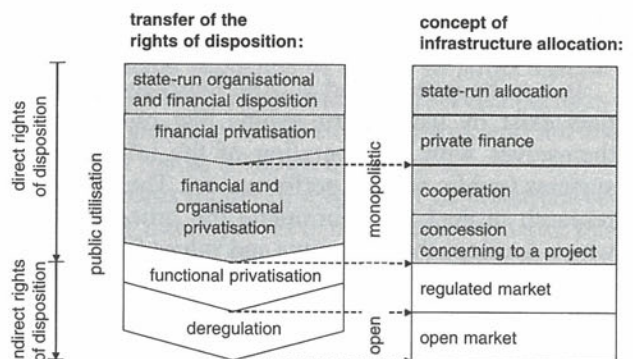 transfer of the
rights of disposition:
concept of
infrastructure allocation:
direct rights
of disposition
indirect rights
of disposition
public utilisation
state-run organisational
and financial disposition
financial privatisation
financial and
organisational
privatisation
functional privatisation
deregulation
monopolistic
open
state-run allocation
private finance
cooperation
concession
concerning to a project
regulated market
open market